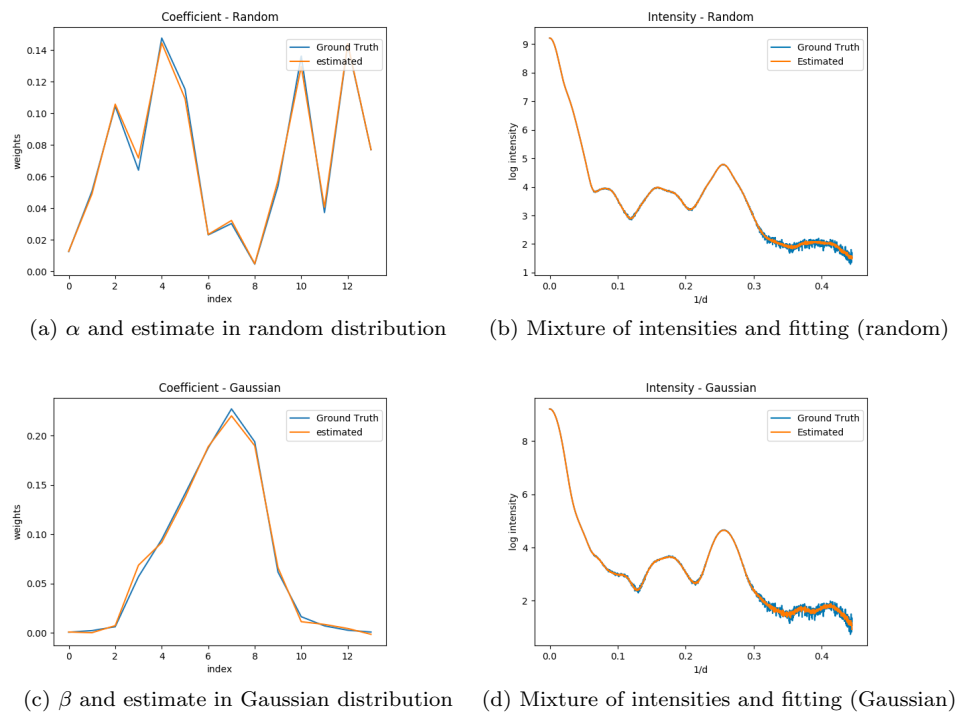 Coefficient - Random
Ground Truth
estimated
0.14
0.12
0.10
0.08
0.06
0.04
0.02
0.00
weights
0 2 4 6 8 10 12
index
(a) α and estimate in random distribution
Intensity - Random
Ground Truth
Estimated
9
8
7
6
5
4
3
2
1
log intensity
0.0 0.1 0.2 0.3 0.4
1/d
(b) Mixture of intensities and fitting (random)
Coefficient - Gaussian
Ground Truth
estimated
0.20
0.15
0.10
0.05
0.00
weights
0 2 4 6 8 10 12
index
(c) β and estimate in Gaussian distribution
Intensity - Gaussian
Ground Truth
Estimated
8
6
4
2
log intensity
0.0 0.1 0.2 0.3 0.4
1/d
(d) Mixture of intensities and fitting (Gaussian)